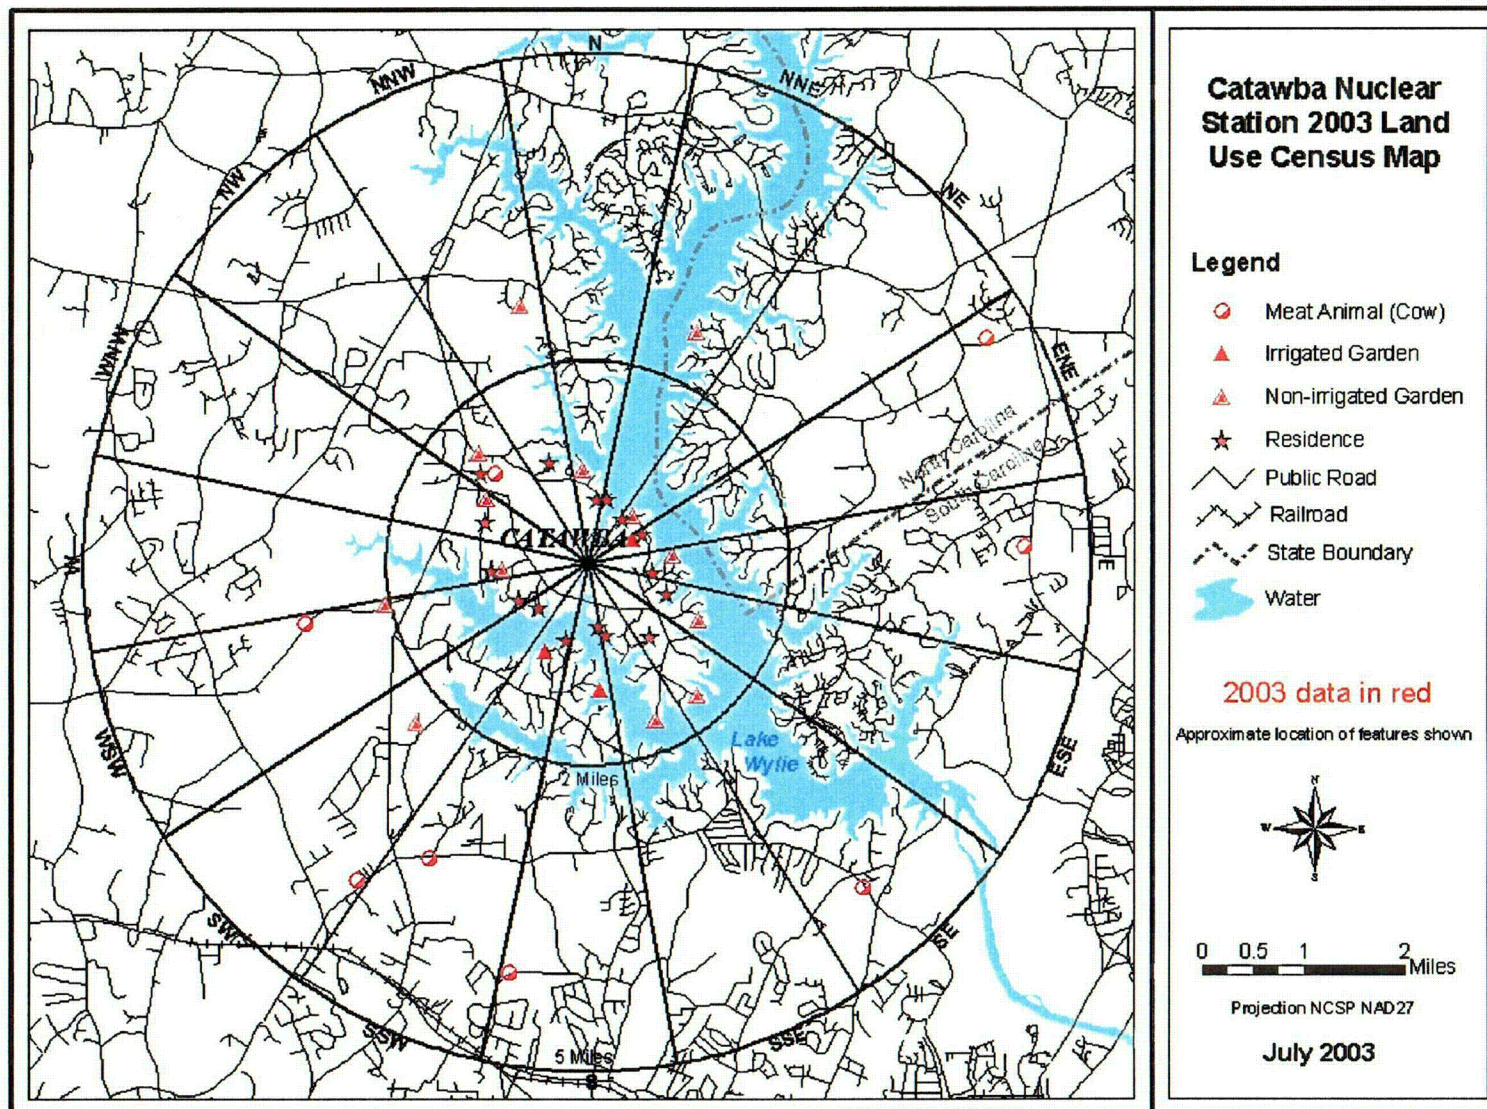 N
NNW
NNE
NW
NE
WNW
ENE
North Carolina
South Carolina
CATAWBA
W
E
Lake
Wylie
WSW
ESE
2 Miles
SW
SE
SSW
SSE
5 Miles
S
Catawba Nuclear
Station 2003 Land
Use Census Map
Legend
Meat Animal (Cow)
Irrigated Garden
Non-irrigated Garden
Residence
Public Road
Railroad
State Boundary
Water
2003 data in red
Approximate location of features shown
N
W E
S
0 0.5 1 2
Miles
Projection NCSP NAD27
July 2003